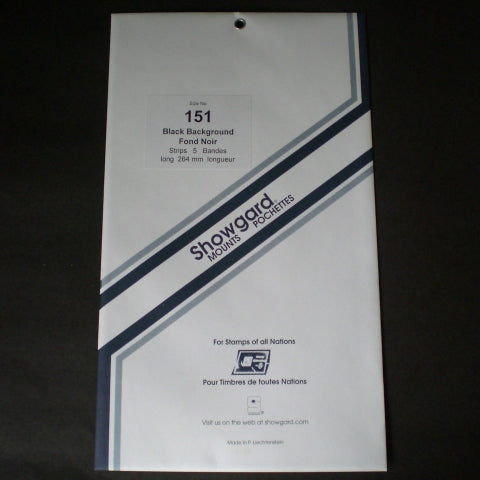 Size No
151
Black Background
Fond Noir
Strips 5 Bandes
long 264 mm longueur
Showgard®
MOUNTS POCHETTES
For Stamps of all Nations
Pour Timbres de toutes Nations
Visit us on the web at showgard.com
Made in P. Liechtenstein